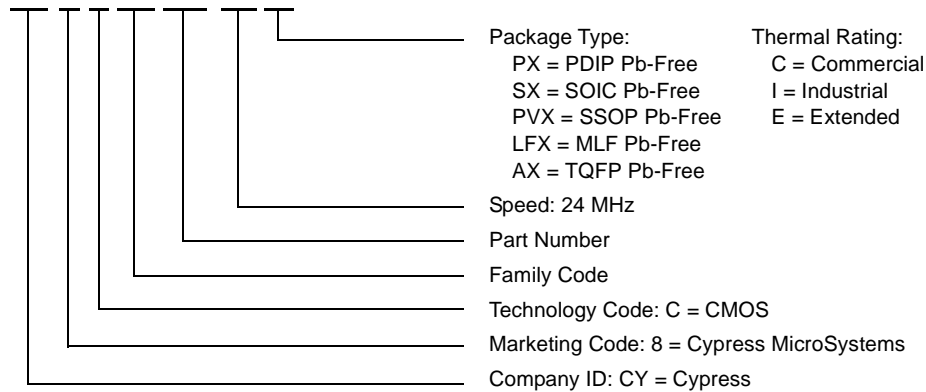 Package Type: Thermal Rating:
PX = PDIP Pb-Free C = Commercial
SX = SOIC Pb-Free I = Industrial
PVX = SSOP Pb-Free E = Extended
LFX = MLF Pb-Free
AX = TQFP Pb-Free
Speed: 24 MHz
Part Number
Family Code
Technology Code: C = CMOS
Marketing Code: 8 = Cypress MicroSystems
Company ID: CY = Cypress